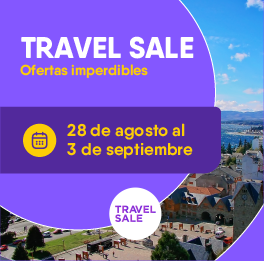 TRAVEL SALE
Ofertas imperdibles
28 de agosto al
3 de septiembre
TRAVEL
SALE